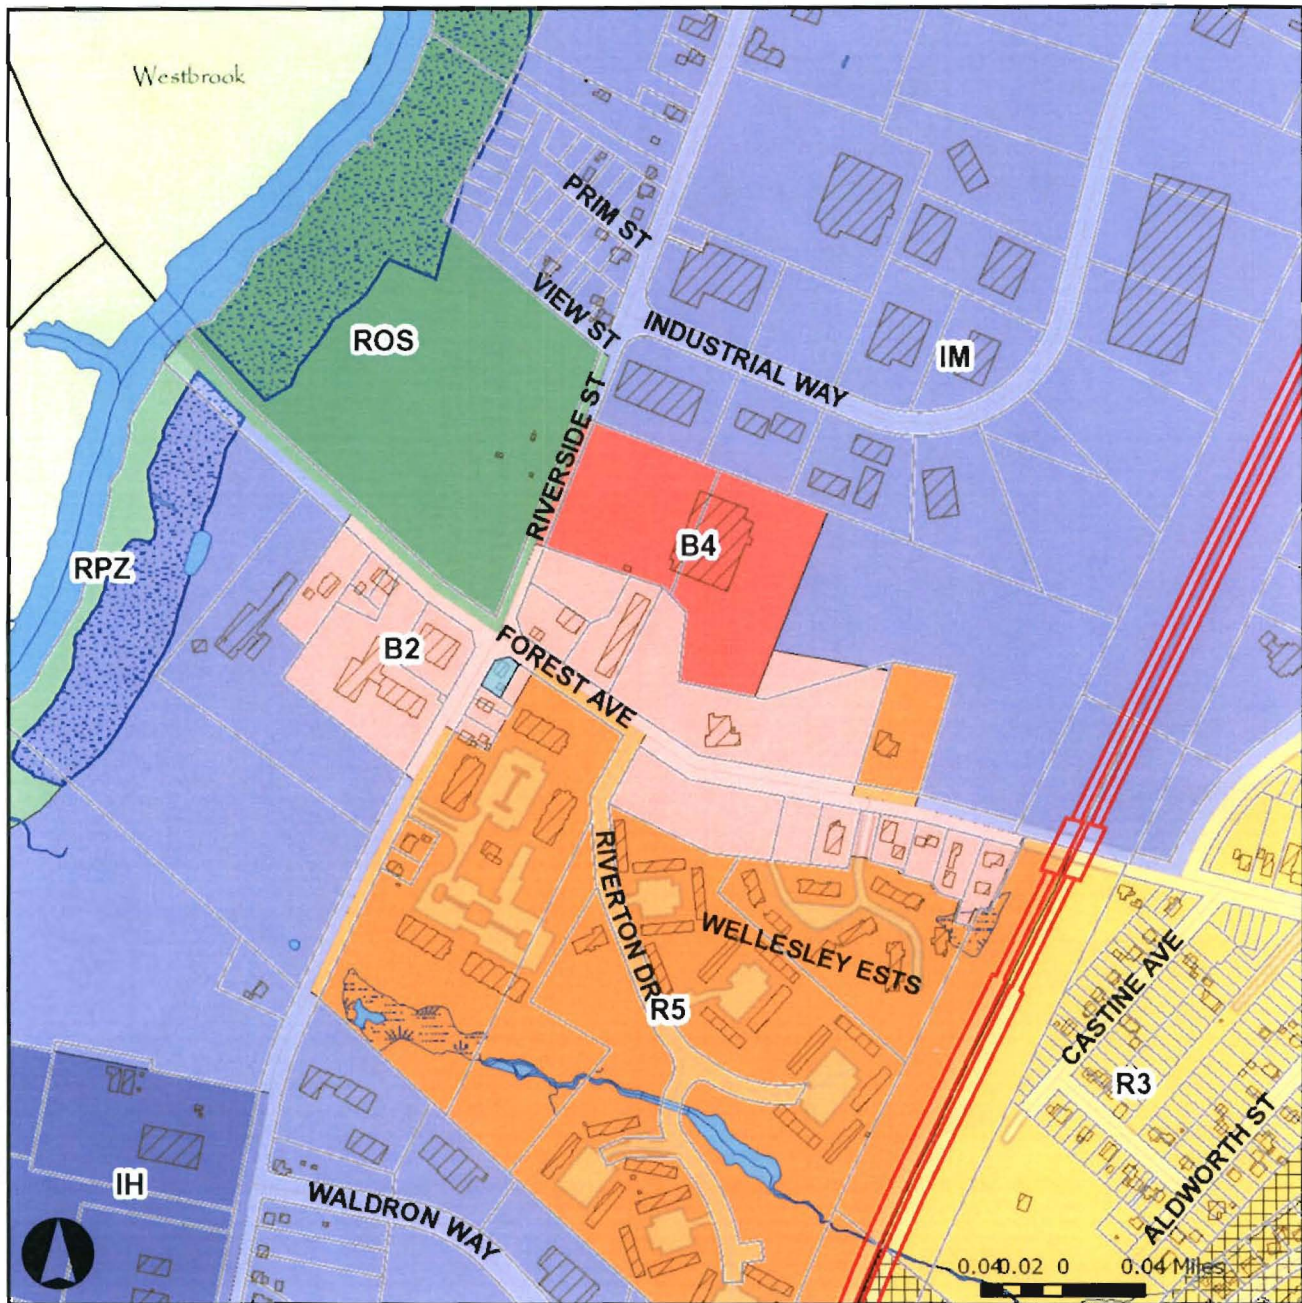 Westbrook
PRIM ST
VIEW ST
ROS
INDUSTRIAL WAY
IM
RIVERSIDE ST
B4
RPZ
B2
FOREST AVE
RIVERTON DR
WELLESLEY ESTS
R5
CASTINE AVE
R3
ALDWORTH ST
IH
WALDRON WAY
0.04 0.02 0 0.04 Miles